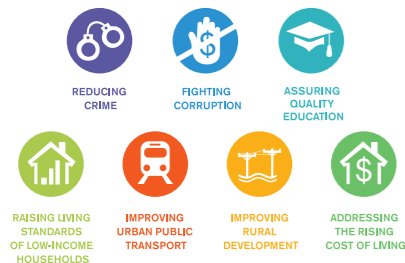 REDUCING
CRIME
FIGHTING
CORRUPTION
ASSURING
QUALITY
EDUCATION
RAISING LIVING
STANDARDS
OF LOW-INCOME
HOUSEHOLDS
IMPROVING
URBAN PUBLIC
TRANSPORT
IMPROVING
RURAL
DEVELOPMENT
ADDRESSING
THE RISING
COST OF LIVING